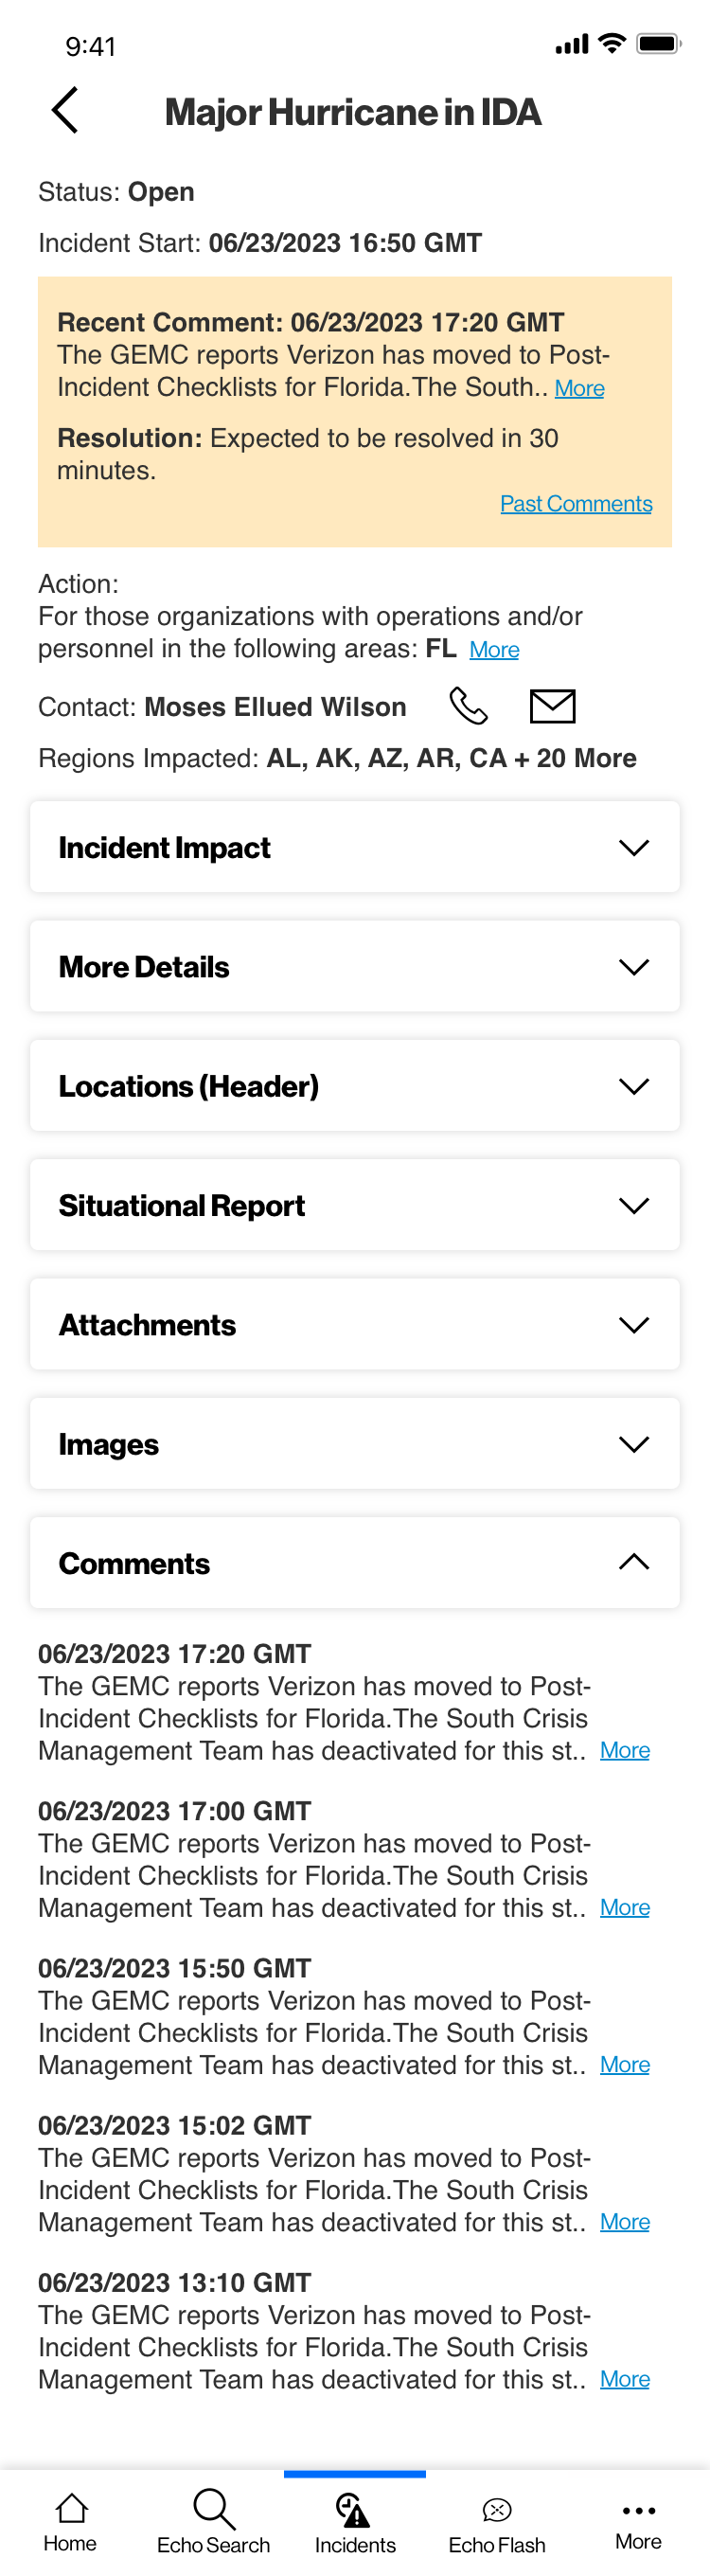 9:41
Major Hurricane in IDA
Status: Open
Incident Start: 06/23/2023 16:50 GMT
Recent Comment: 06/23/2023 17:20 GMT
The GEMC reports Verizon has moved to Post-
Incident Checklists for Florida.The South.. More
Resolution: Expected to be resolved in 30
minutes.
Past Comments
Action:
For those organizations with operations and/or
personnel in the following areas: FL More
Contact: Moses Ellued Wilson
Regions Impacted: AL, AK, AZ, AR, CA + 20 More
Incident Impact
More Details
Locations (Header)
Situational Report
Attachments
Images
Comments
06/23/2023 17:20 GMT
The GEMC reports Verizon has moved to Post-
Incident Checklists for Florida.The South Crisis
Management Team has deactivated for this st.. More
06/23/2023 17:00 GMT
The GEMC reports Verizon has moved to Post-
Incident Checklists for Florida.The South Crisis
Management Team has deactivated for this st.. More
06/23/2023 15:50 GMT
The GEMC reports Verizon has moved to Post-
Incident Checklists for Florida.The South Crisis
Management Team has deactivated for this st.. More
06/23/2023 15:02 GMT
The GEMC reports Verizon has moved to Post-
Incident Checklists for Florida.The South Crisis
Management Team has deactivated for this st.. More
06/23/2023 13:10 GMT
The GEMC reports Verizon has moved to Post-
Incident Checklists for Florida.The South Crisis
Management Team has deactivated for this st.. More
Home Echo Search Incidents Echo Flash More